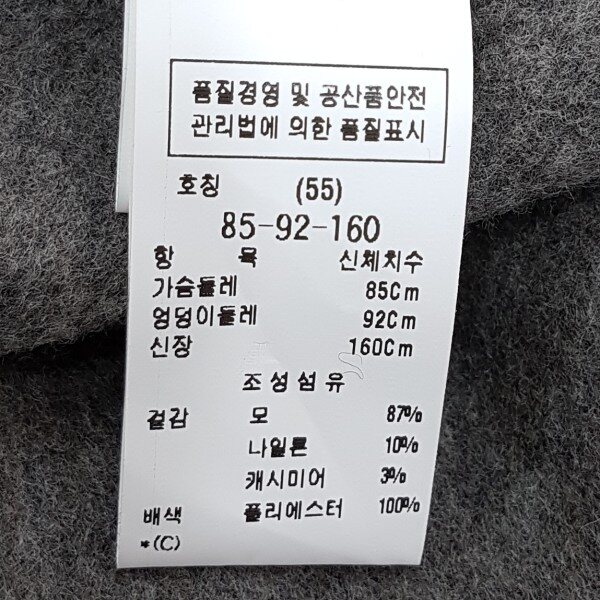 품질경영 및 공산품안전
관리법에 의한 품질표시
호칭 (55)
85-92-160
항 목 신체치수
가슴둘레 85Cm
엉덩이둘레 92Cm
신장 160Cm
조성섬유
겉감 모 87%
나일론 10%
캐시미어 3%
배색 폴리에스터 100%
*(C)